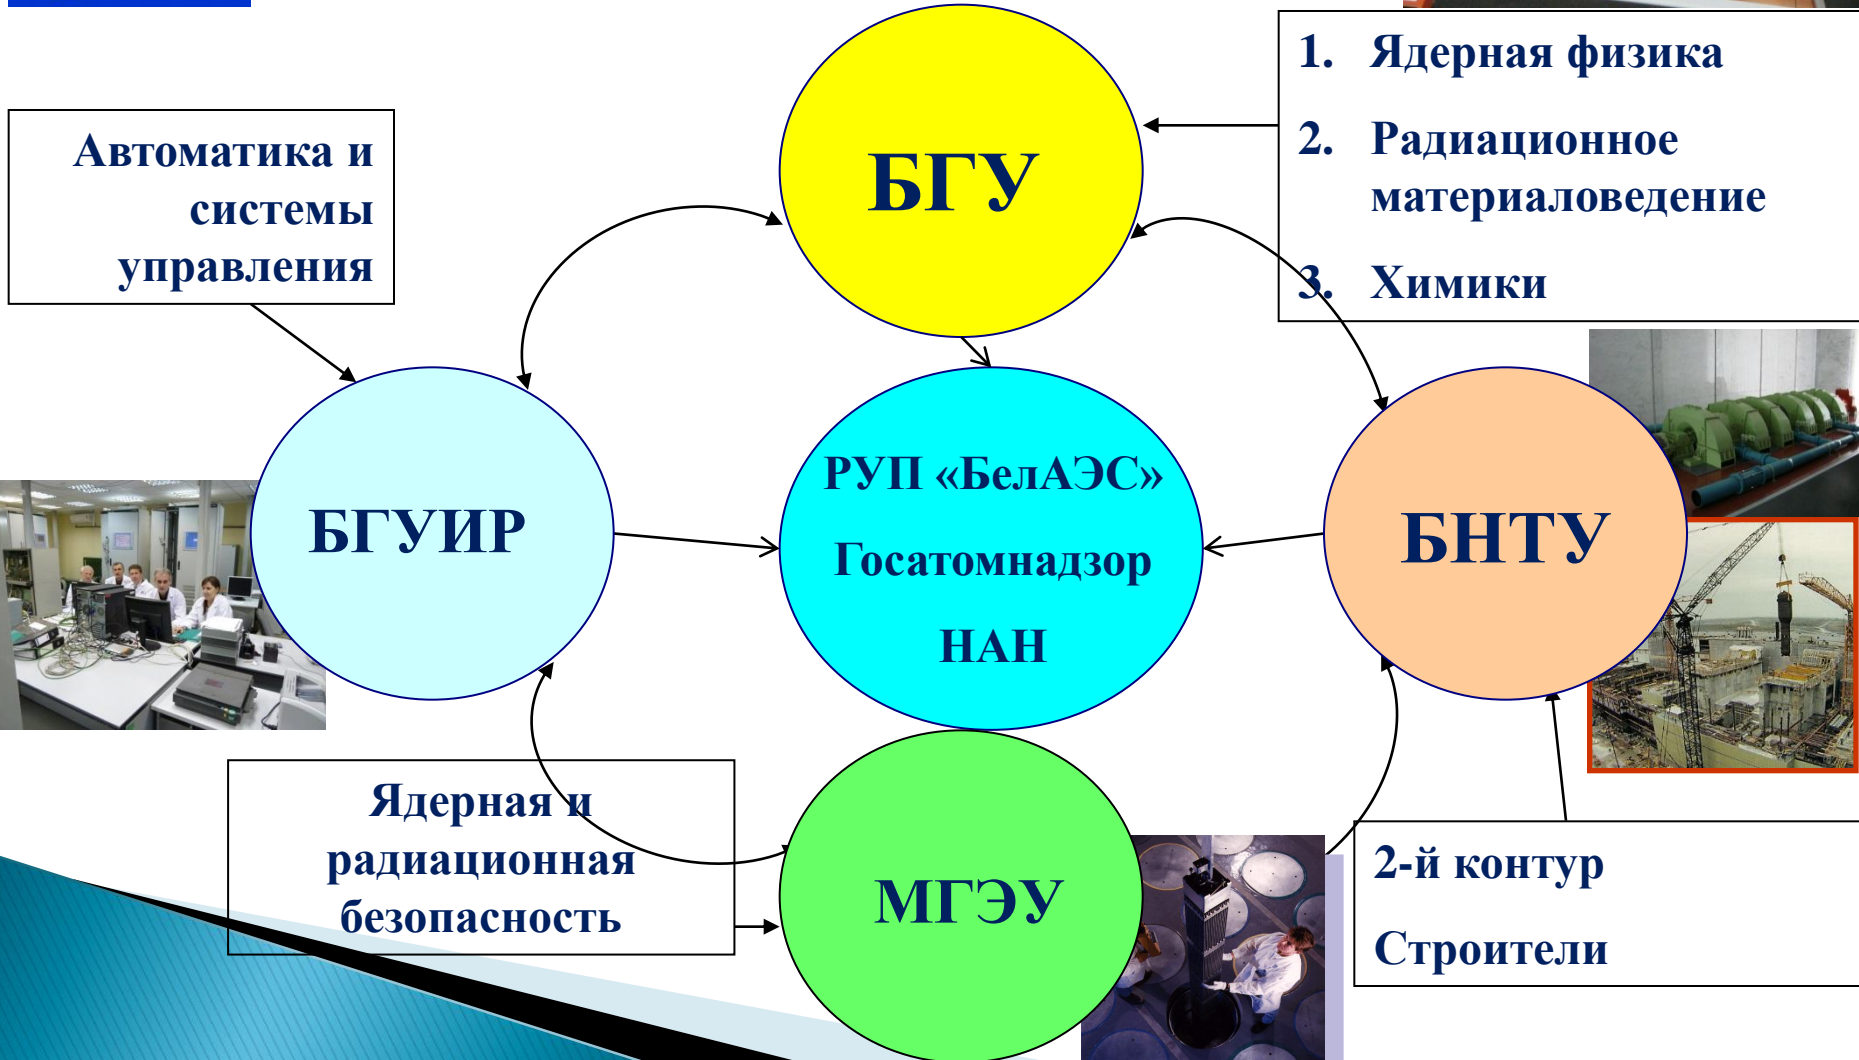 БГУ
1. Ядерная физика
2. Радиационное
материаловедение
3. Химики
Автоматика и
системы
управления
БГУИР
РУП «БелАЭС»
Госатомнадзор
НАН
БНТУ
Ядерная и
радиационная
безопасность
МГЭУ
2-й контур
Строители